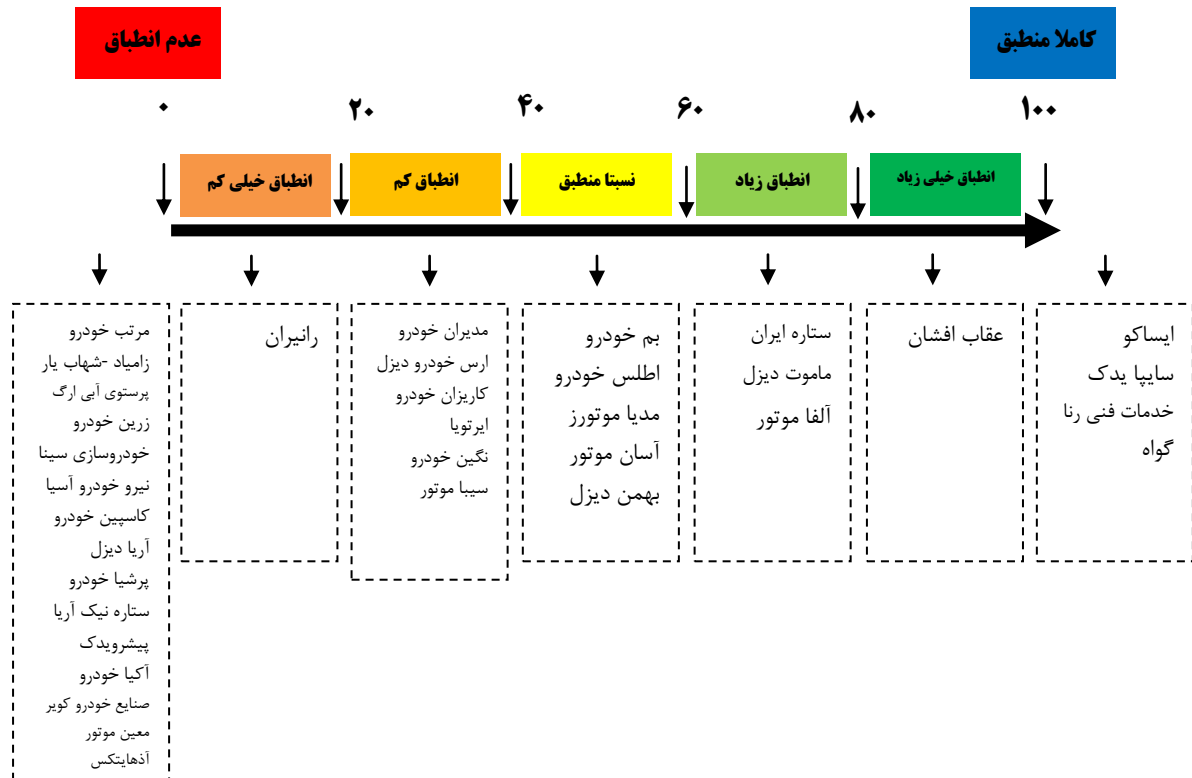 کاملا منطبق
عدم انطباق
۰
۲۰
۴۰
۶۰
۸۰
۱۰۰
انطباق خیلی کم
انطباق کم
نسبتا منطبق
انطباق زیاد
انطباق خیلی زیاد
ایساکو
سایپا یدک
خدمات فنی رنا
گواه
عقاب افشان
ستاره ایران
ماموت دیزل
آلفا موتور
بم خودرو
اطلس خودرو
مدیا موتورز
آسان موتور
بهمن دیزل
مدیران خودرو
ارس خودرو دیزل
کاریزان خودرو
ایرتویا
نگین خودرو
سیبا موتور
رانیران
مرتب خودرو
زامیاد -شهاب یار
پرستوی آبی ارگ
زرین خودرو
خودروسازی سینا
نیرو خودرو آسیا
کاسپین خودرو
آریا دیزل
پرشیا خودرو
ستاره نیک آریا
پیشرویدک
آکیا خودرو
صنایع خودرو کویر
معین موتور
آذهایتکس